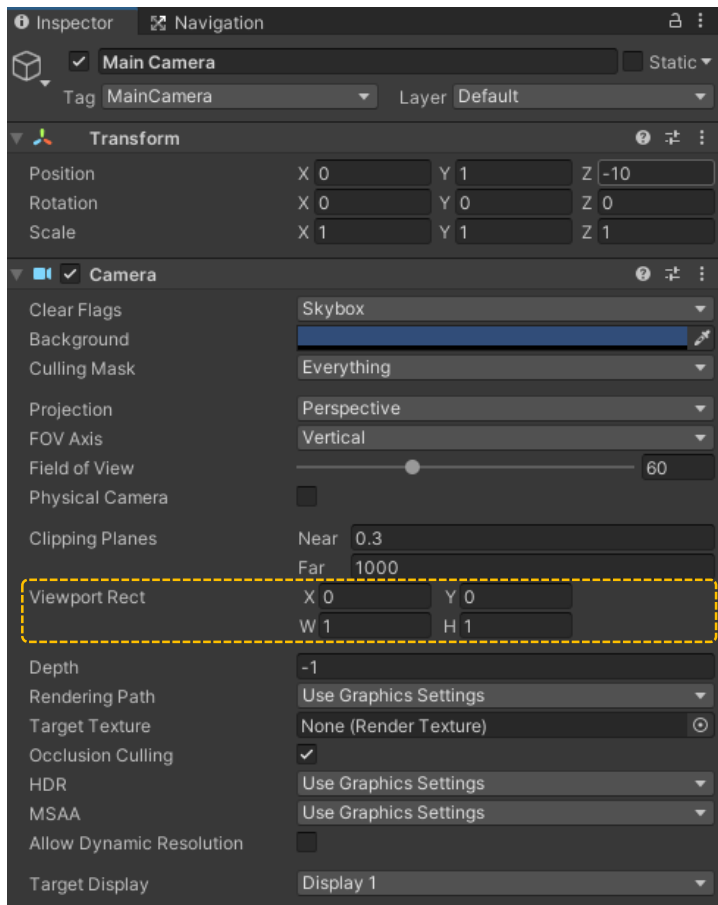 Inspector Navigation
Main Camera Static
Tag MainCamera Layer Default
Transform
Position X 0 Y 1 Z -10
Rotation X 0 Y 0 Z 0
Scale X 1 Y 1 Z 1
Camera
Clear Flags Skybox
Background
Culling Mask Everything
Projection Perspective
FOV Axis Vertical
Field of View 60
Physical Camera
Clipping Planes Near 0.3
Far 1000
Viewport Rect X 0 Y 0
W 1 H 1
Depth -1
Rendering Path Use Graphics Settings
Target Texture None (Render Texture)
Occlusion Culling
HDR Use Graphics Settings
MSAA Use Graphics Settings
Allow Dynamic Resolution
Target Display Display 1